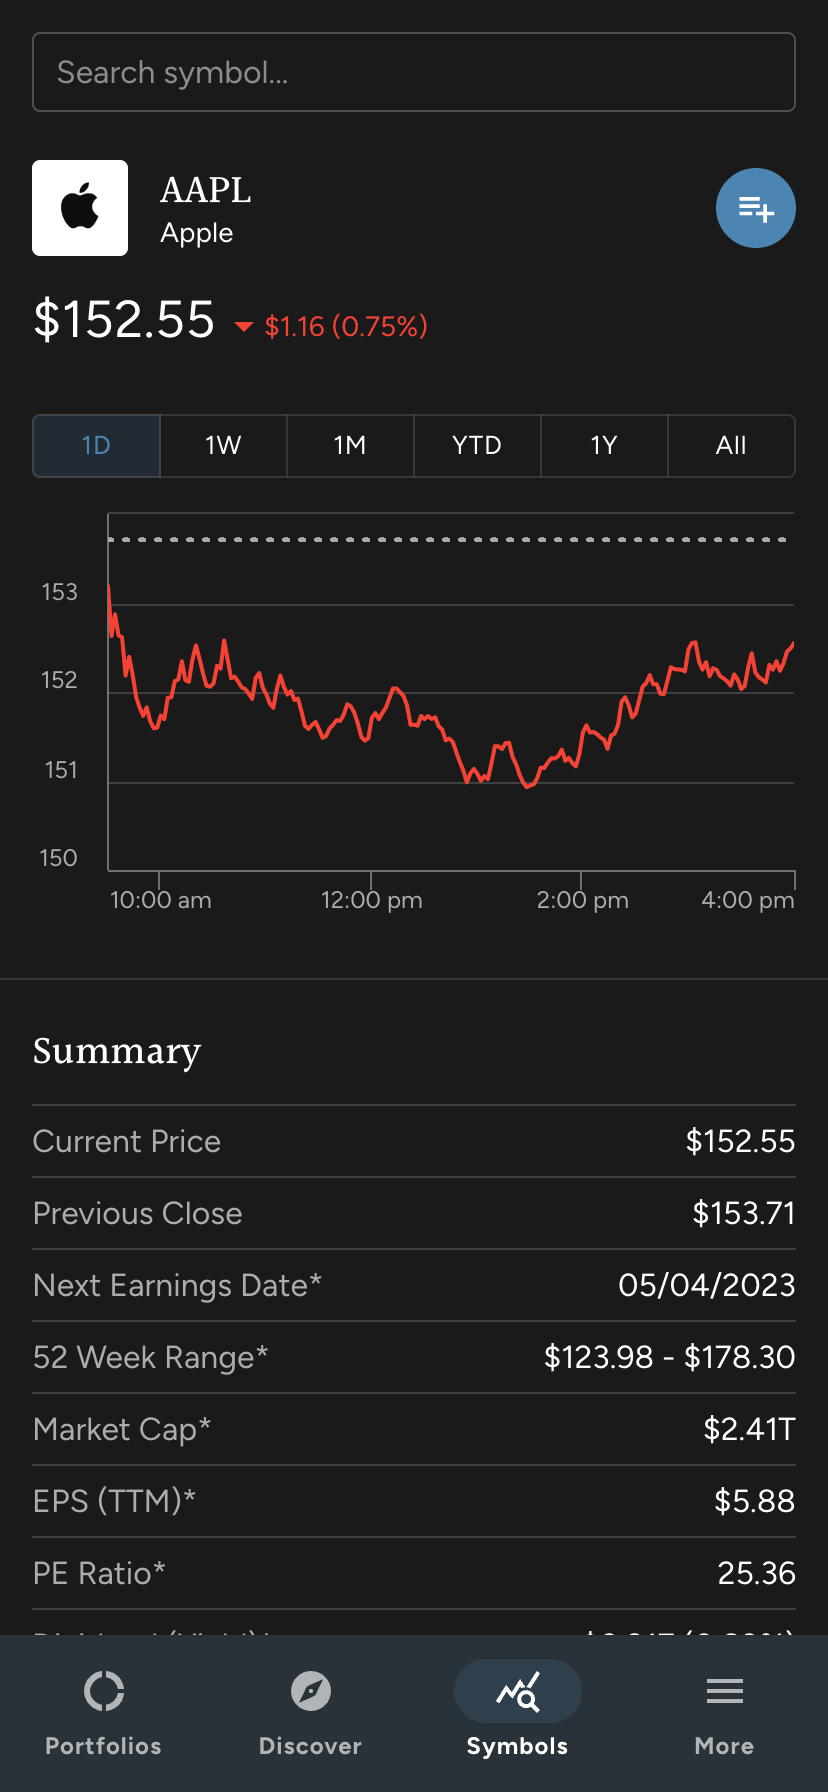 Search symbol...
AAPL
Apple
$152.55 $1.16 (0.75%)
1D 1W 1M YTD 1Y All
153
152
151
150
10:00 am 12:00 pm 2:00 pm 4:00 pm
Summary
Current Price $152.55
Previous Close $153.71
Next Earnings Date* 05/04/2023
52 Week Range* $123.98 - $178.30
Market Cap* $2.41T
EPS (TTM)* $5.88
PE Ratio* 25.36
Portfolios Discover Symbols More